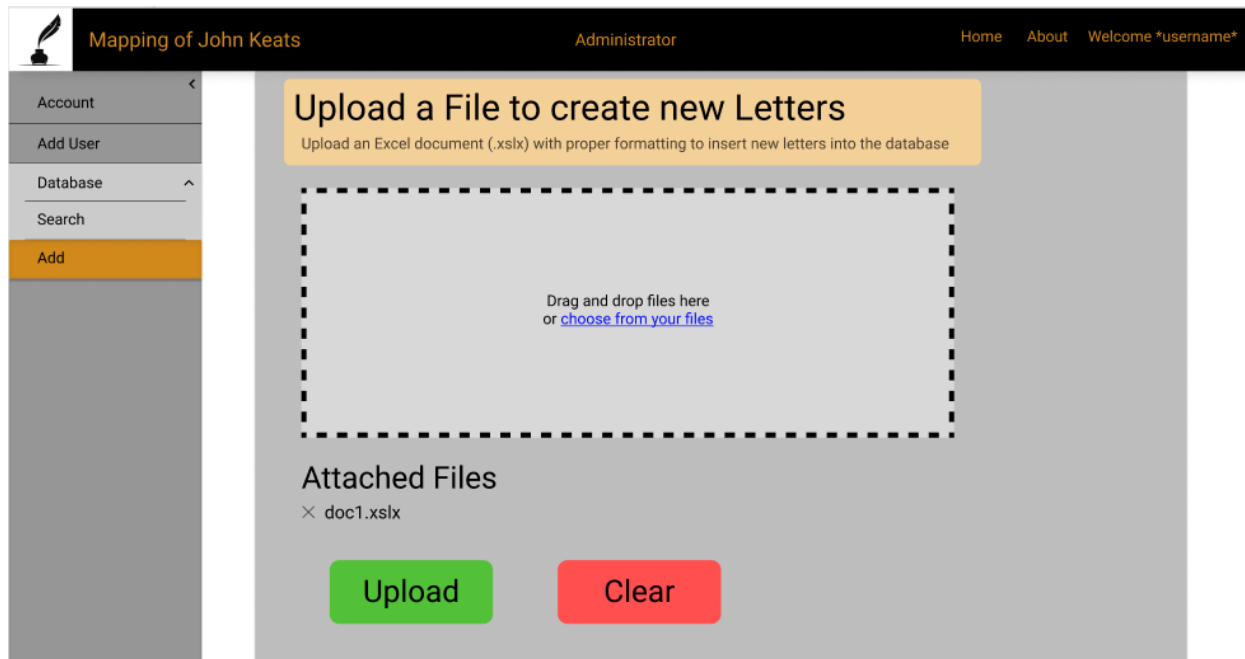 Mapping of John Keats
Administrator
Home
About
Welcome *username*
Account
Add User
Database
Search
Add
Upload a File to create new Letters
Upload an Excel document (.xslx) with proper formatting to insert new letters into the database
Drag and drop files here
or choose from your files
Attached Files
doc1.xslx
Upload
Clear